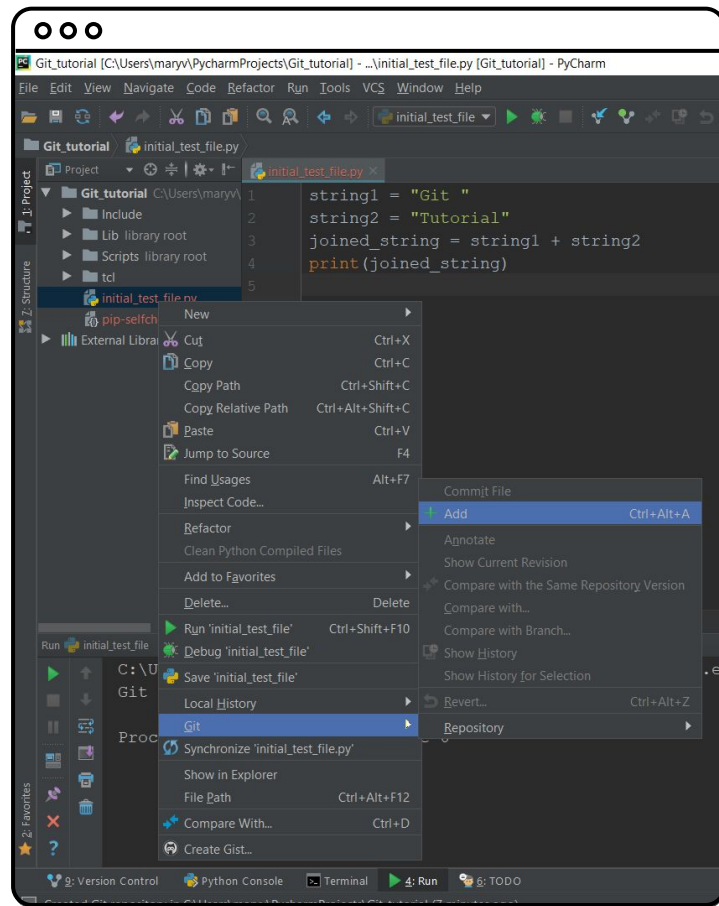 Git_tutorial [C:\Users\maryv\PycharmProjects\Git_tutorial] - ...\initial_test_file.py [Git_tutorial] - PyCharm
File Edit View Navigate Code Refactor Run Tools VCS Window Help
initial_test_file
Git_tutorial initial_test_file.py
1: Project
Project
initial_test_file.py
Git_tutorial C:\Users\maryv\
Include
Lib library root
Scripts library root
tcl
initial_test_file.py
pip-selfch
External Librar
Z: Structure
1 string1 = "Git "
2 string2 = "Tutorial"
3 joined_string = string1 + string2
4 print(joined_string)
5
New
Cut Ctrl+X
Copy Ctrl+C
Copy Path Ctrl+Shift+C
Copy Relative Path Ctrl+Alt+Shift+C
Paste Ctrl+V
Jump to Source F4
Find Usages Alt+F7
Inspect Code...
Refactor
Clean Python Compiled Files
Add to Favorites
Delete... Delete
Run 'initial_test_file' Ctrl+Shift+F10
Debug 'initial_test_file'
Save 'initial_test_file'
Local History
Git
Synchronize 'initial_test_file.py'
Show in Explorer
File Path Ctrl+Alt+F12
Compare With... Ctrl+D
Create Gist...
Commit File
Add Ctrl+Alt+A
Annotate
Show Current Revision
Compare with the Same Repository Version
Compare with...
Compare with Branch...
Show History
Show History for Selection
Revert... Ctrl+Alt+Z
Repository
Run initial_test_file
C:\U
.e
Git
Proc
2: Favorites
9: Version Control Python Console Terminal 4: Run 6: TODO